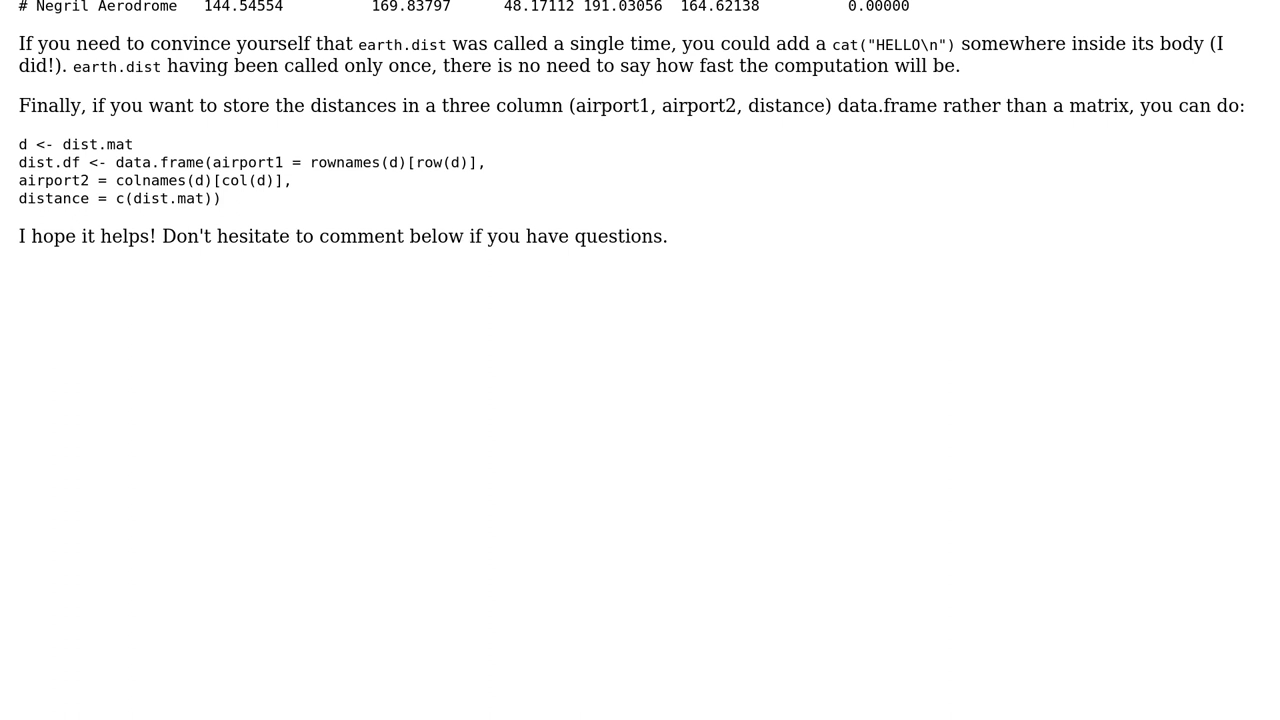 # Negril Aerodrome   144.54554          169.83797      48.17112 191.03056  164.62138          0.00000
If you need to convince yourself that earth.dist was called a single time, you could add a cat("HELLO\n") somewhere inside its body (I
did!). earth.dist having been called only once, there is no need to say how fast the computation will be.
Finally, if you want to store the distances in a three column (airport1, airport2, distance) data.frame rather than a matrix, you can do:
d <- dist.mat
dist.df <- data.frame(airport1 = rownames(d)[row(d)],
airport2 = colnames(d)[col(d)],
distance = c(dist.mat))
I hope it helps! Don't hesitate to comment below if you have questions.